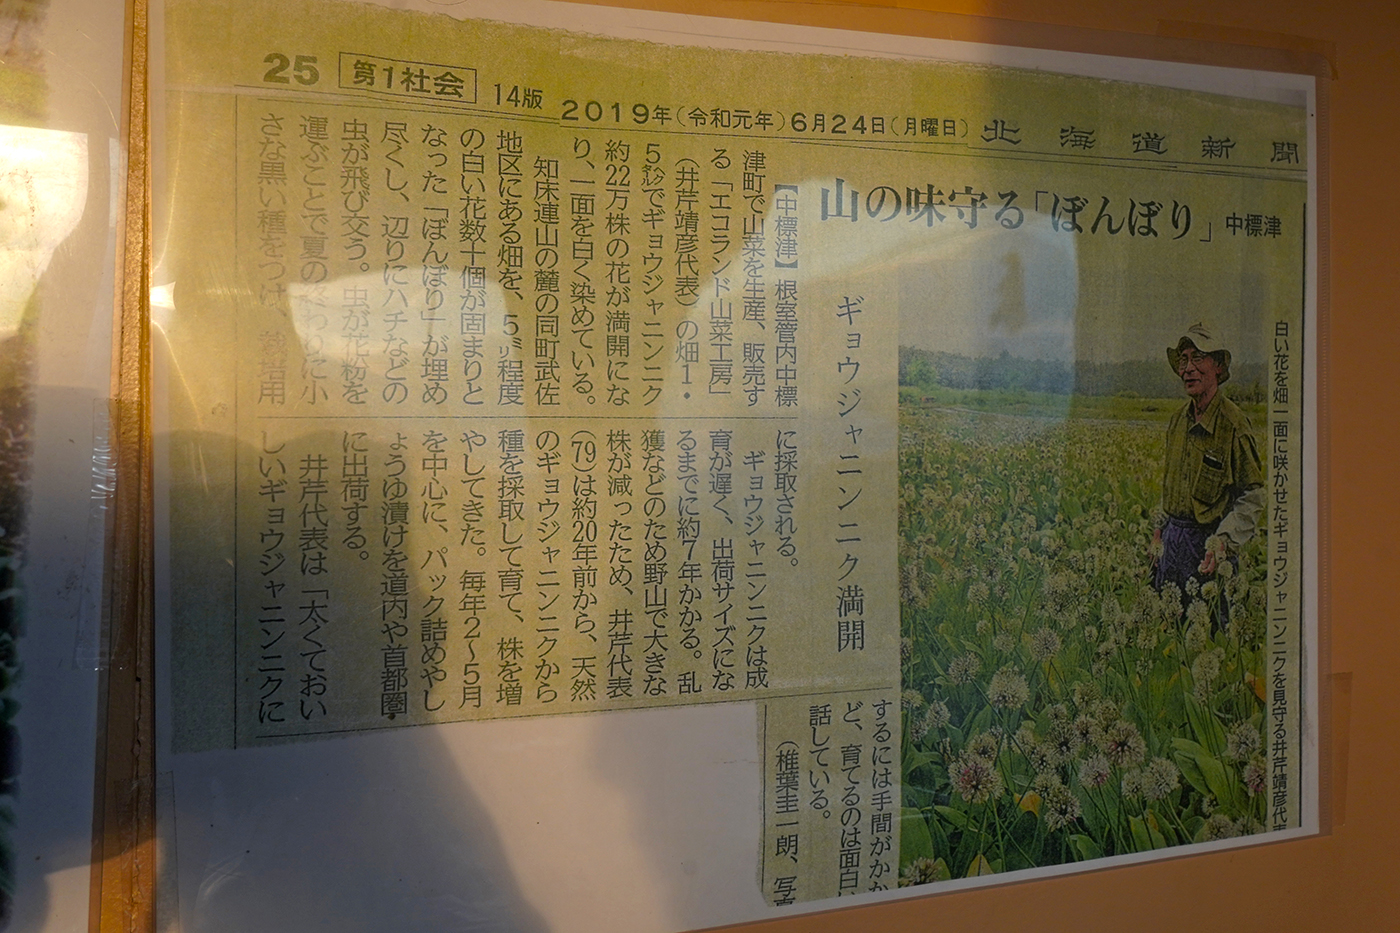 25 第1社会 14版 2019年(令和元年)6月24日(月曜日) 北海道新聞
山の味守る「ぼんぼり」 中標津
ギョウジャニンニク満開
白い花を畑一面に咲かせたギョウジャニンニクを見守る井芹靖彦代表
【中標津】根室管内中標
津町で山菜を生産、販売す
る「エコランド山菜工房」
(井芹靖彦代表)の畑1・
5㌶でギョウジャニンニク
約22万株の花が満開にな
り、一面を白く染めている。
知床連山の麓の同町武佐
地区にある畑を、5㍉程度
の白い花数十個が固まりと
なった「ぼんぼり」が埋め
尽くし、辺りにハチなどの
虫が飛び交う。虫が花粉を
運ぶことで夏の終わりに小
さな黒い種をつけ、栽培用
に採取される。
ギョウジャニンニクは成
育が遅く、出荷サイズにな
るまでに約7年かかる。乱
獲などのため野山で大きな
株が減ったため、井芹代表
(79)は約20年前から、天然
のギョウジャニンニクから
種を採取して育て、株を増
やしてきた。毎年2〜5月
を中心に、パック詰めやし
ょうゆ漬けを道内や首都圏
に出荷する。
井芹代表は「太くておい
しいギョウジャニンニクに
するには手間がかか
ど、育てるのは面白い
話している。
(椎葉圭一朗、写真